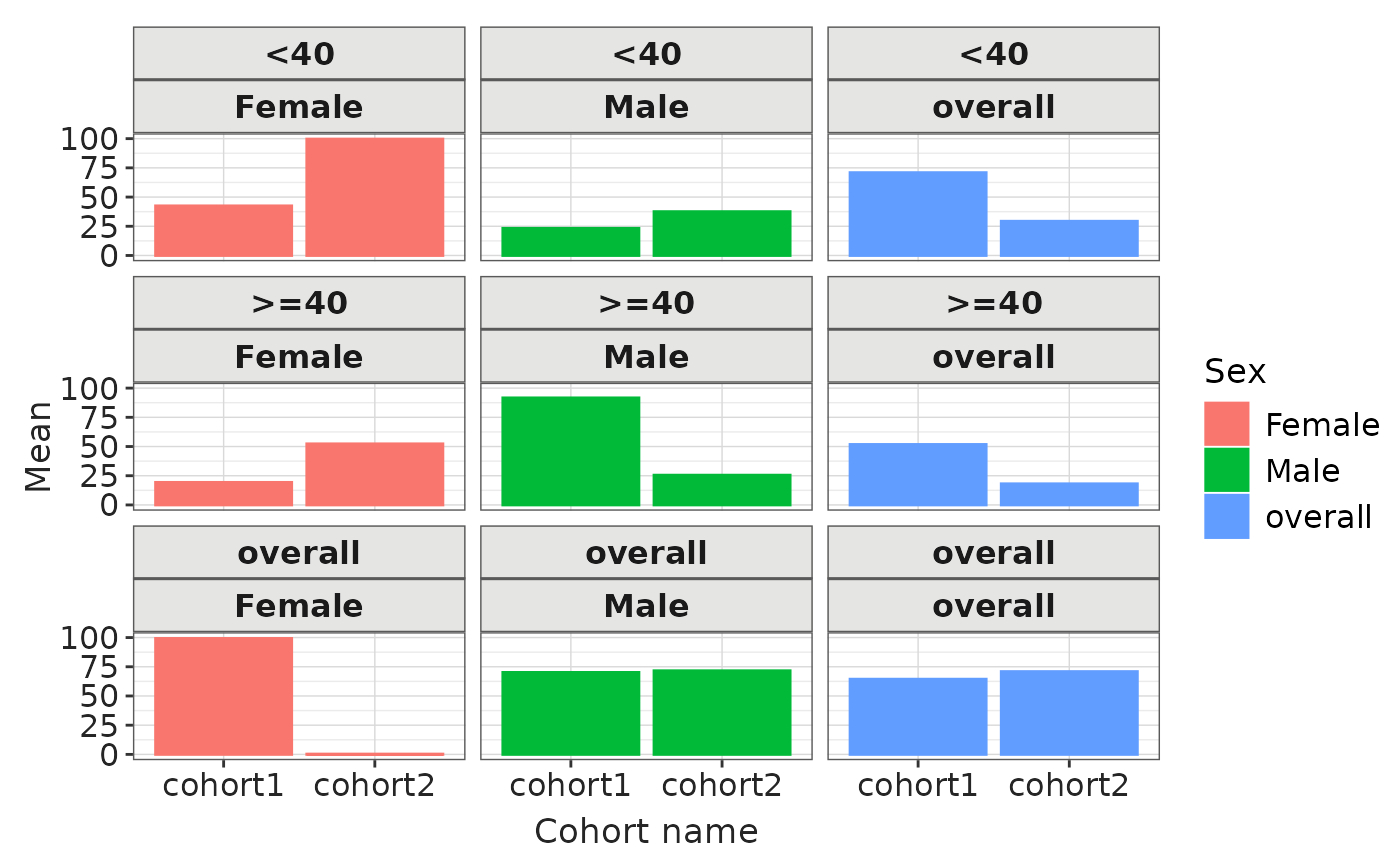 <40 <40 <40
Female Male overall
100
75
50
25
0
>=40 >=40 >=40
Female Male overall
100
75
50
25
0
overall overall overall
Female Male overall
100
75
50
25
0
cohort1 cohort2 cohort1 cohort2 cohort1 cohort2
Cohort name
Mean
Sex
Female
Male
overall